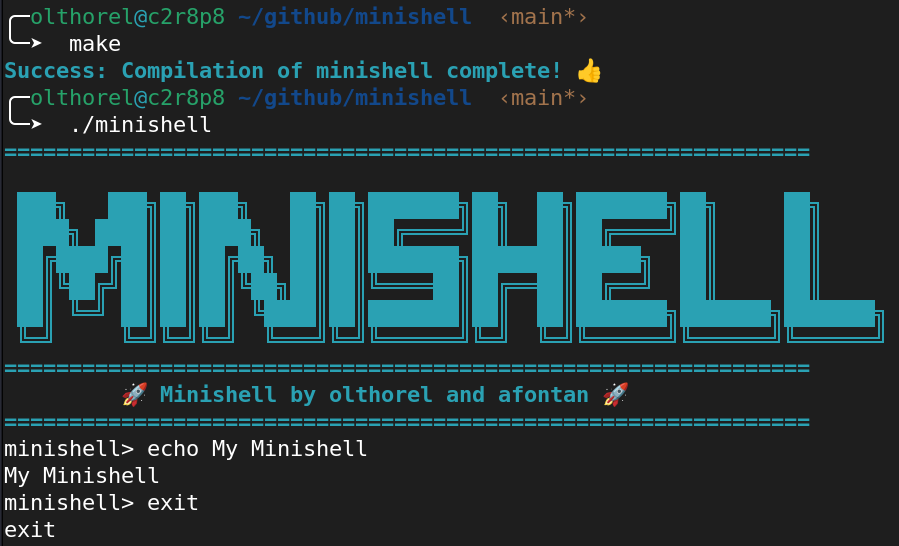 olthorel@c2r8p8 ~/github/minishell ‹main*›
➤ make
Success: Compilation of minishell complete! 👍
olthorel@c2r8p8 ~/github/minishell ‹main*›
➤ ./minishell
==============================================================
MINISHELL
==============================================================
🚀 Minishell by olthorel and afontan 🚀
==============================================================
minishell> echo My Minishell
My Minishell
minishell> exit
exit